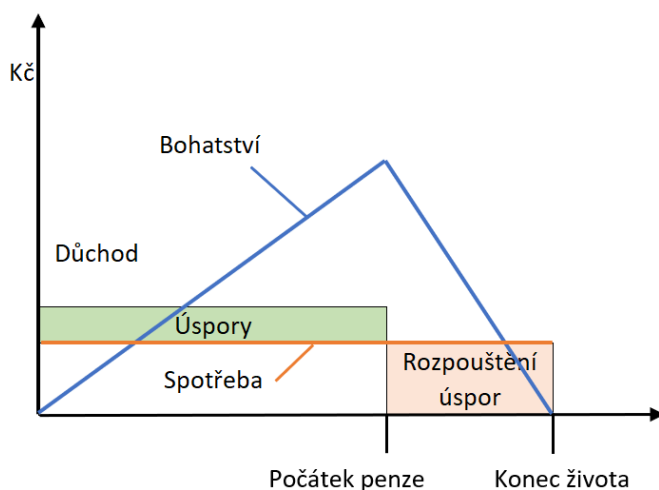 Kč
Bohatství
Důchod
Úspory
Spotřeba
Rozpouštění
úspor
Počátek penze
Konec života